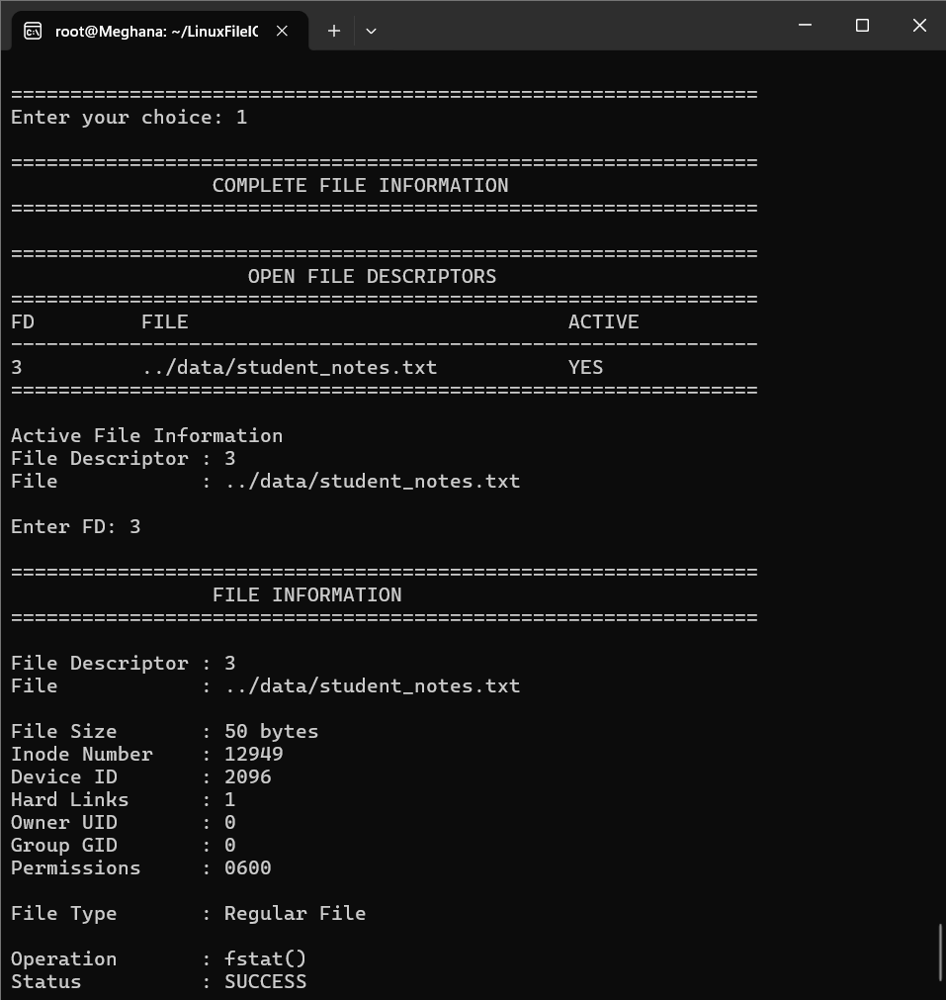 root@Meghana: ~/LinuxFileIC
===============================================================
Enter your choice: 1
===============================================================
                 COMPLETE FILE INFORMATION
===============================================================
===============================================================
                    OPEN FILE DESCRIPTORS
===============================================================
FD         FILE                                ACTIVE
---------------------------------------------------------------
3          ../data/student_notes.txt           YES
===============================================================
Active File Information
File Descriptor : 3
File            : ../data/student_notes.txt
Enter FD: 3
===============================================================
                 FILE INFORMATION
===============================================================
File Descriptor : 3
File            : ../data/student_notes.txt
File Size       : 50 bytes
Inode Number    : 12949
Device ID       : 2096
Hard Links      : 1
Owner UID       : 0
Group GID       : 0
Permissions     : 0600
File Type       : Regular File
Operation       : fstat()
Status          : SUCCESS